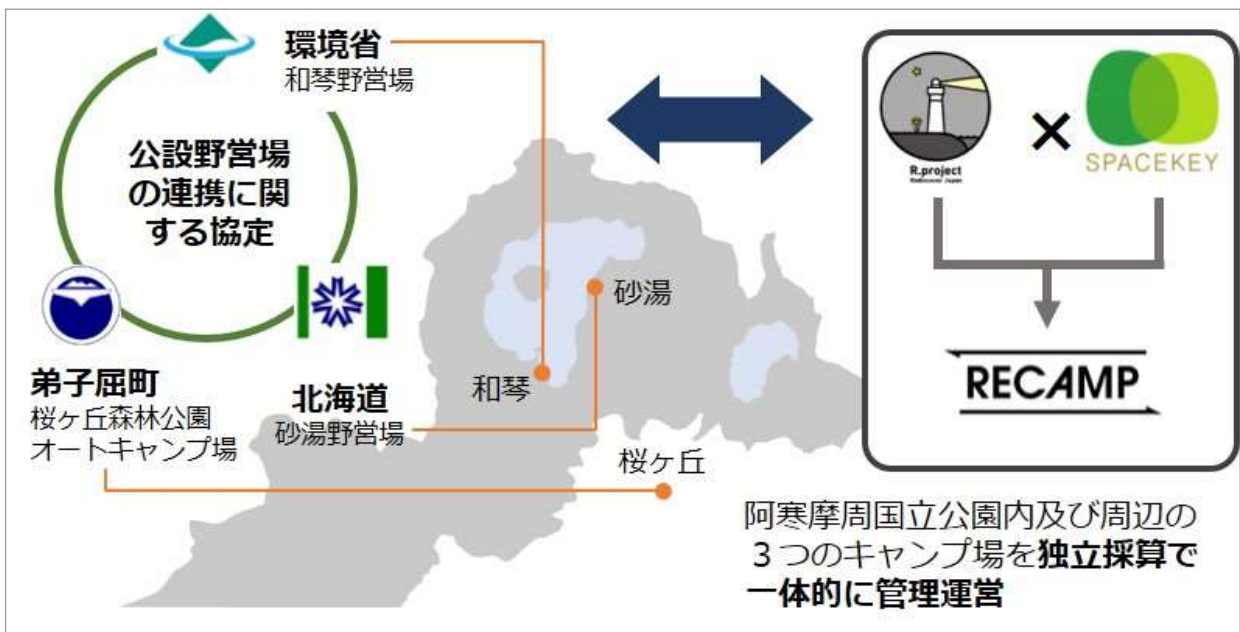 環境省
和琴野営場
公設野営場
の連携に関
する協定
弟子屈町
桜ヶ丘森林公園
オートキャンプ場
北海道
砂湯野営場
砂湯
和琴
桜ヶ丘
R.project
Rediscover Japan
×
SPACEKEY
RECAMP
阿寒摩周国立公園内及び周辺の
３つのキャンプ場を独立採算で
一体的に管理運営